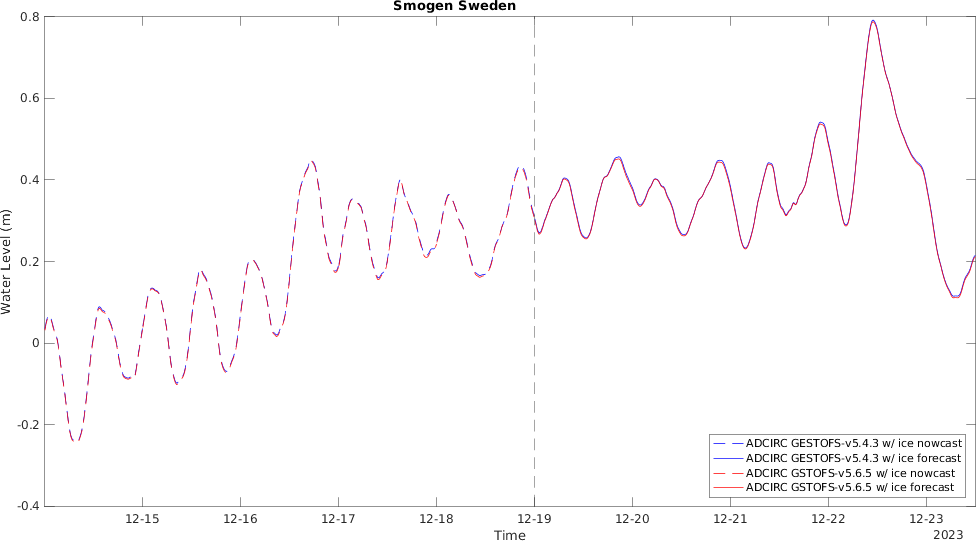 Smogen Sweden
0.8
0.6
0.4
0.2
0
-0.2
-0.4
Water Level (m)
ADCIRC GESTOFS-v5.4.3 w/ ice nowcast
ADCIRC GESTOFS-v5.4.3 w/ ice forecast
ADCIRC GSTOFS-v5.6.5 w/ ice nowcast
ADCIRC GSTOFS-v5.6.5 w/ ice forecast
12-15 12-16 12-17 12-18 12-19 12-20 12-21 12-22 12-23
Time
2023